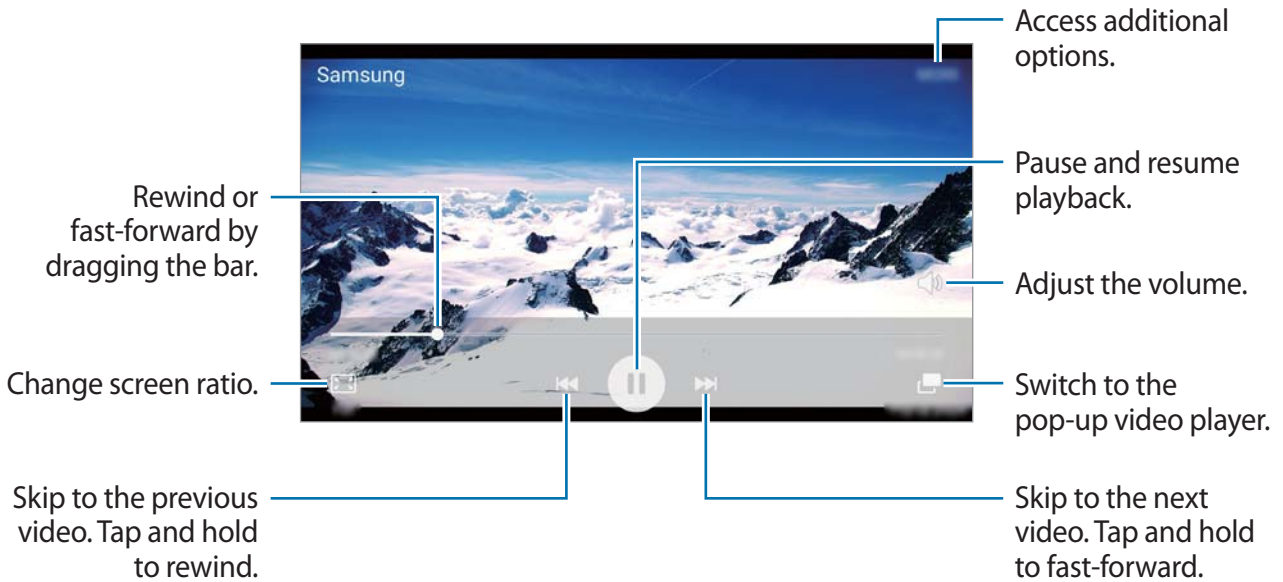 Access additional
options.
Samsung
Pause and resume
playback.
Rewind or
fast-forward by
dragging the bar.
Adjust the volume.
Change screen ratio.
Switch to the
pop-up video player.
Skip to the previous
video. Tap and hold
to rewind.
Skip to the next
video. Tap and hold
to fast-forward.